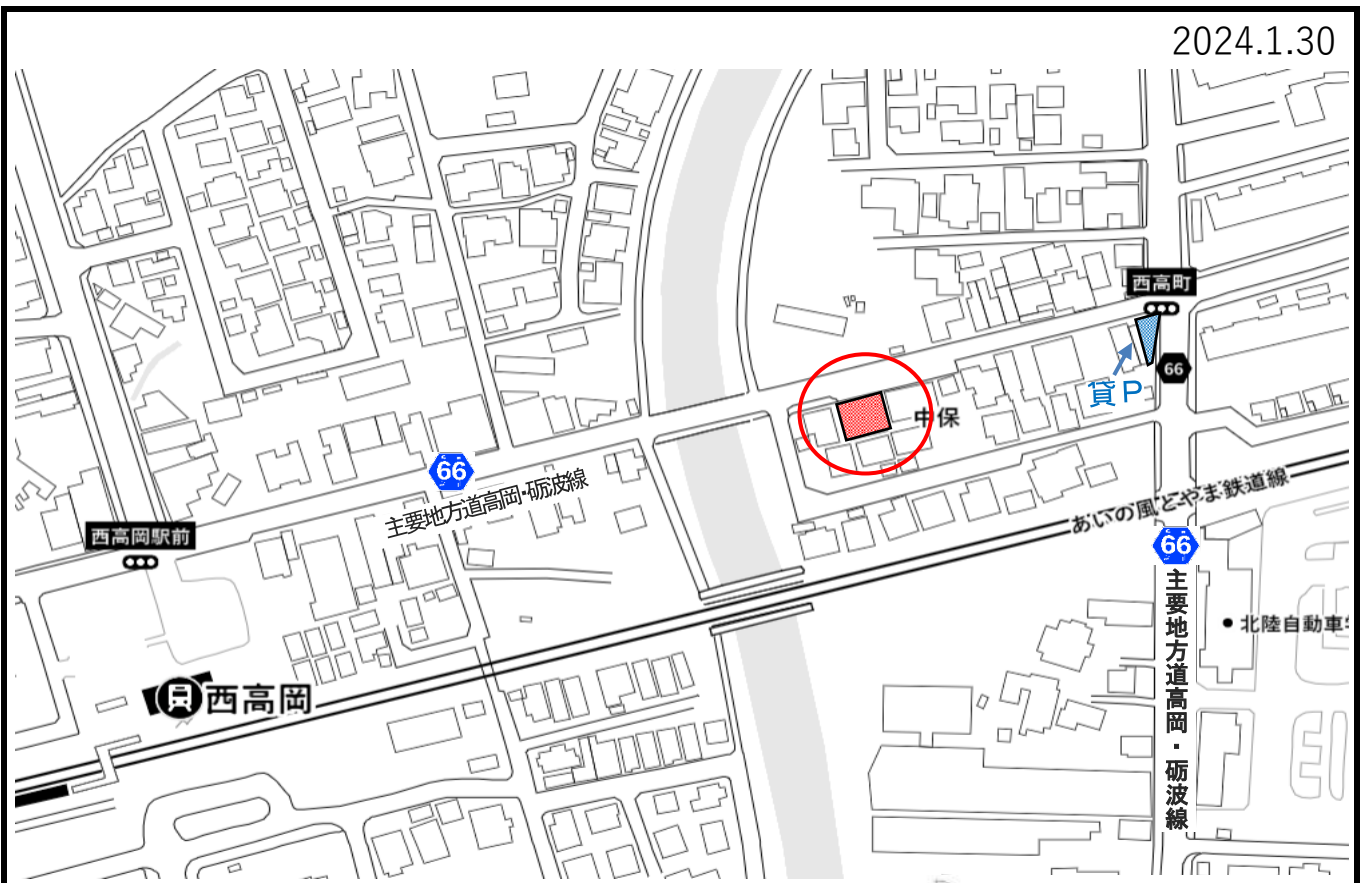 2024.1.30
西高町
66
貸P
中保
66
主要地方道高岡・砺波線
あいの風とやま鉄道線
西高岡駅前
66
主要地方道高岡・砺波線
北陸自動車
西高岡